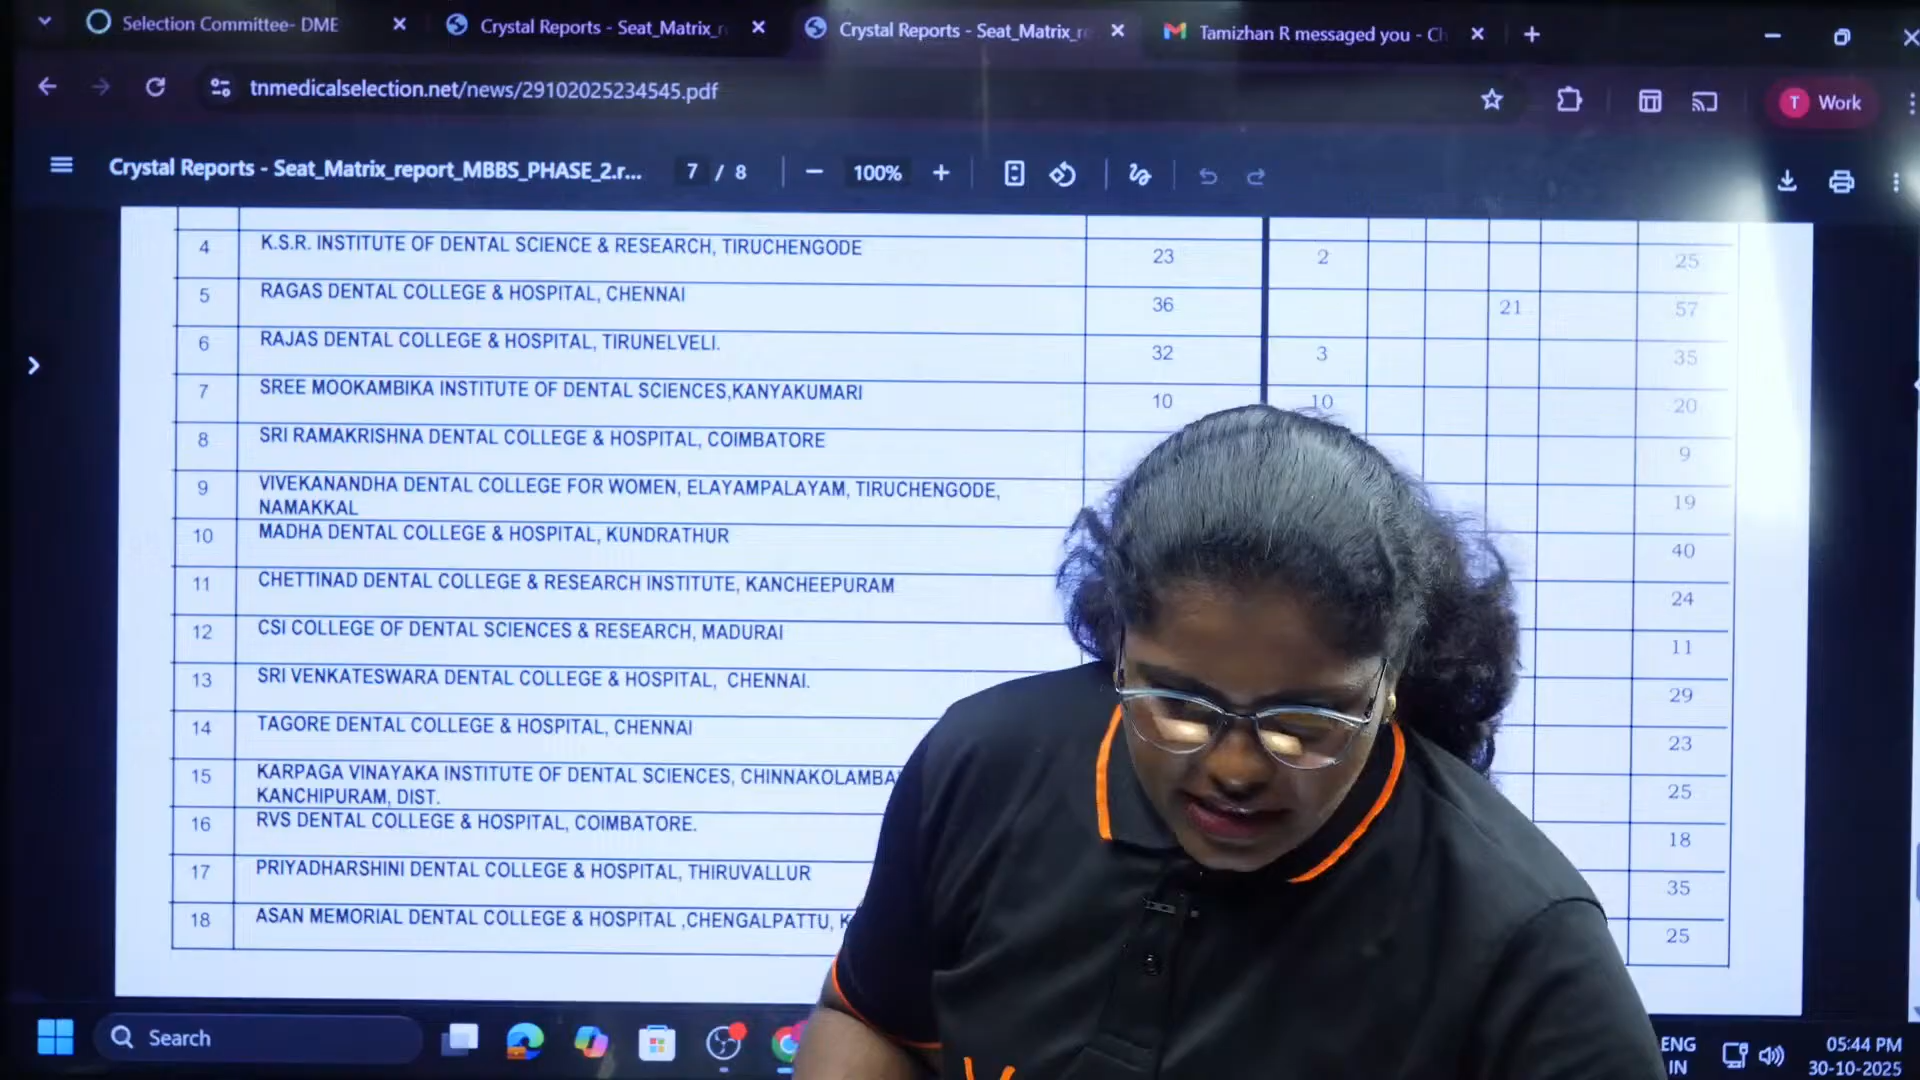 Selection Committee- DME
Crystal Reports - Seat_Matrix_r
Crystal Reports - Seat_Matrix_r
Tamizhan R messaged you - Ch
tnmedicalselection.net/news/29102025234545.pdf
T Work
Crystal Reports - Seat_Matrix_report_MBBS_PHASE_2.r...
7 / 8
100%
4 K.S.R. INSTITUTE OF DENTAL SCIENCE & RESEARCH, TIRUCHENGODE 23 2 25
5 RAGAS DENTAL COLLEGE & HOSPITAL, CHENNAI 36 21 57
6 RAJAS DENTAL COLLEGE & HOSPITAL, TIRUNELVELI. 32 3 35
7 SREE MOOKAMBIKA INSTITUTE OF DENTAL SCIENCES,KANYAKUMARI 10 10 20
8 SRI RAMAKRISHNA DENTAL COLLEGE & HOSPITAL, COIMBATORE 9
9 VIVEKANANDHA DENTAL COLLEGE FOR WOMEN, ELAYAMPALAYAM, TIRUCHENGODE, 19
NAMAKKAL
10 MADHA DENTAL COLLEGE & HOSPITAL, KUNDRATHUR 40
11 CHETTINAD DENTAL COLLEGE & RESEARCH INSTITUTE, KANCHEEPURAM 24
12 CSI COLLEGE OF DENTAL SCIENCES & RESEARCH, MADURAI 11
13 SRI VENKATESWARA DENTAL COLLEGE & HOSPITAL, CHENNAI. 29
14 TAGORE DENTAL COLLEGE & HOSPITAL, CHENNAI 23
15 KARPAGA VINAYAKA INSTITUTE OF DENTAL SCIENCES, CHINNAKOLAMBA 25
KANCHIPURAM, DIST.
16 RVS DENTAL COLLEGE & HOSPITAL, COIMBATORE. 18
17 PRIYADHARSHINI DENTAL COLLEGE & HOSPITAL, THIRUVALLUR 35
18 ASAN MEMORIAL DENTAL COLLEGE & HOSPITAL ,CHENGALPATTU, K 25
Search
ENG
IN
05:44 PM
30-10-2025